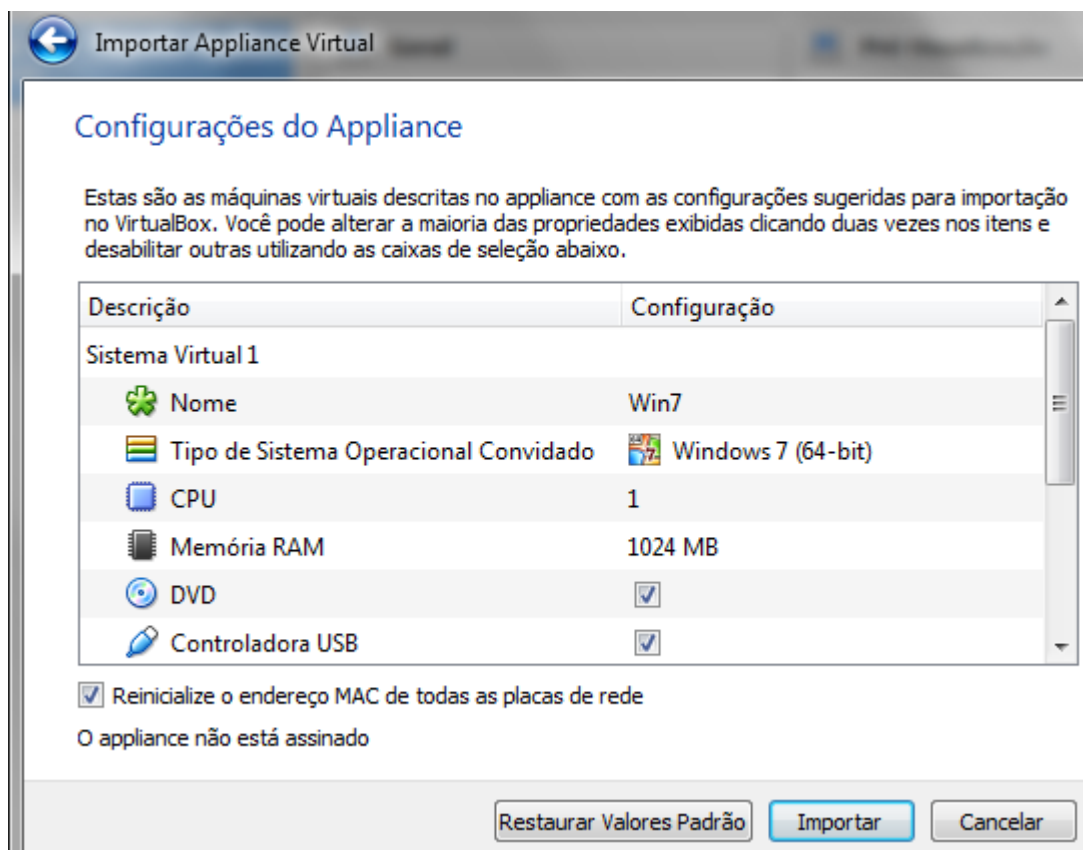 Importar Appliance Virtual
Configurações do Appliance
Estas são as máquinas virtuais descritas no appliance com as configurações sugeridas para importação
no VirtualBox. Você pode alterar a maioria das propriedades exibidas clicando duas vezes nos itens e
desabilitar outras utilizando as caixas de seleção abaixo.
Descrição Configuração
Sistema Virtual 1
Nome Win7
Tipo de Sistema Operacional Convidado Windows 7 (64-bit)
CPU 1
Memória RAM 1024 MB
DVD
Controladora USB
Reinicialize o endereço MAC de todas as placas de rede
O appliance não está assinado
Restaurar Valores Padrão Importar Cancelar